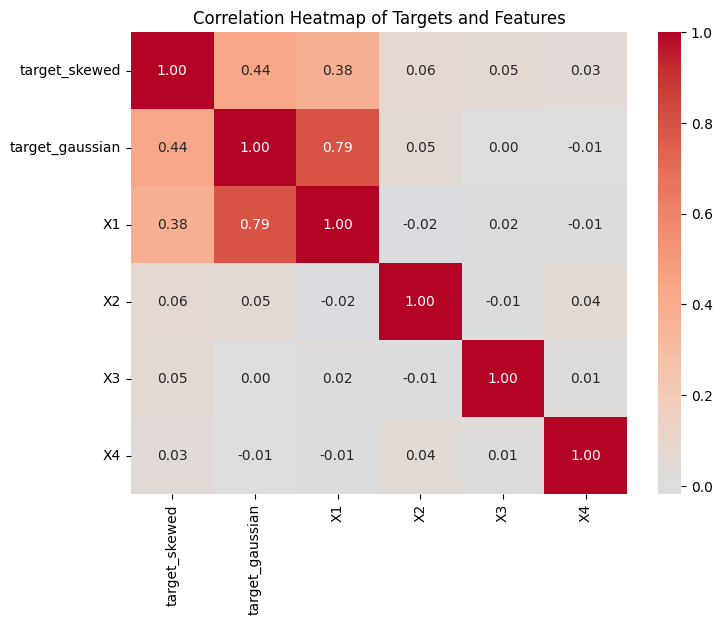 Correlation Heatmap of Targets and Features
target_skewed 1.00 0.44 0.38 0.06 0.05 0.03
target_gaussian 0.44 1.00 0.79 0.05 0.00 -0.01
X1 0.38 0.79 1.00 -0.02 0.02 -0.01
X2 0.06 0.05 -0.02 1.00 -0.01 0.04
X3 0.05 0.00 0.02 -0.01 1.00 0.01
X4 0.03 -0.01 -0.01 0.04 0.01 1.00
target_skewed target_gaussian X1 X2 X3 X4
1.0
0.8
0.6
0.4
0.2
0.0